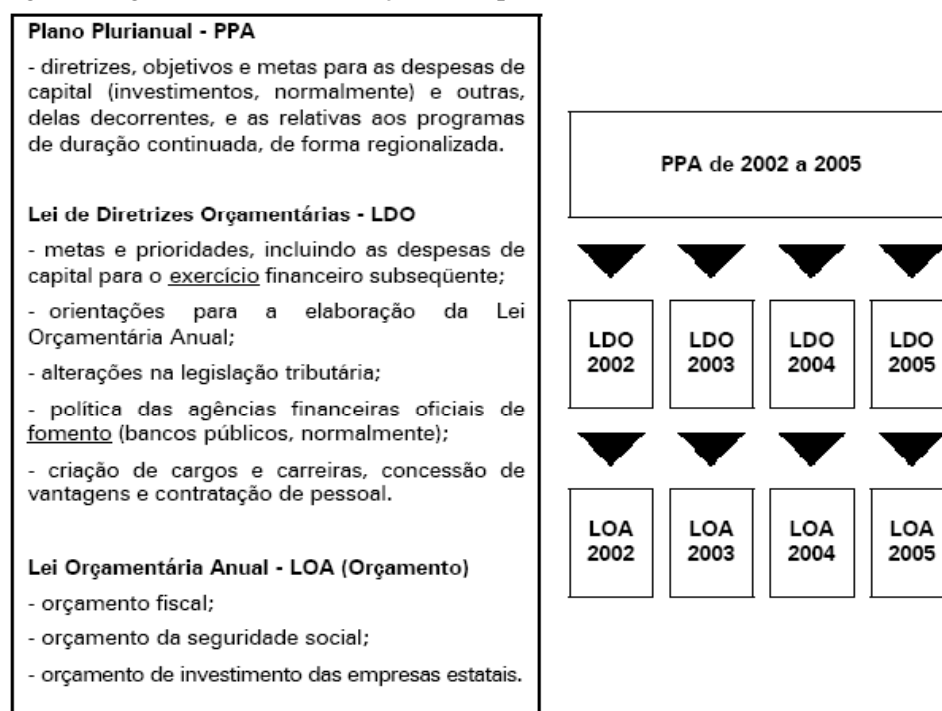 Plano Plurianual - PPA
- diretrizes, objetivos e metas para as despesas de
capital (investimentos, normalmente) e outras,
delas decorrentes, e as relativas aos programas
de duração continuada, de forma regionalizada.
Lei de Diretrizes Orçamentárias - LDO
- metas e prioridades, incluindo as despesas de
capital para o exercício financeiro subseqüente;
- orientações para a elaboração da Lei
Orçamentária Anual;
- alterações na legislação tributária;
- política das agências financeiras oficiais de
fomento (bancos públicos, normalmente);
- criação de cargos e carreiras, concessão de
vantagens e contratação de pessoal.
Lei Orçamentária Anual - LOA (Orçamento)
- orçamento fiscal;
- orçamento da seguridade social;
- orçamento de investimento das empresas estatais.
PPA de 2002 a 2005
LDO
2002
LDO
2003
LDO
2004
LDO
2005
LOA
2002
LOA
2003
LOA
2004
LOA
2005